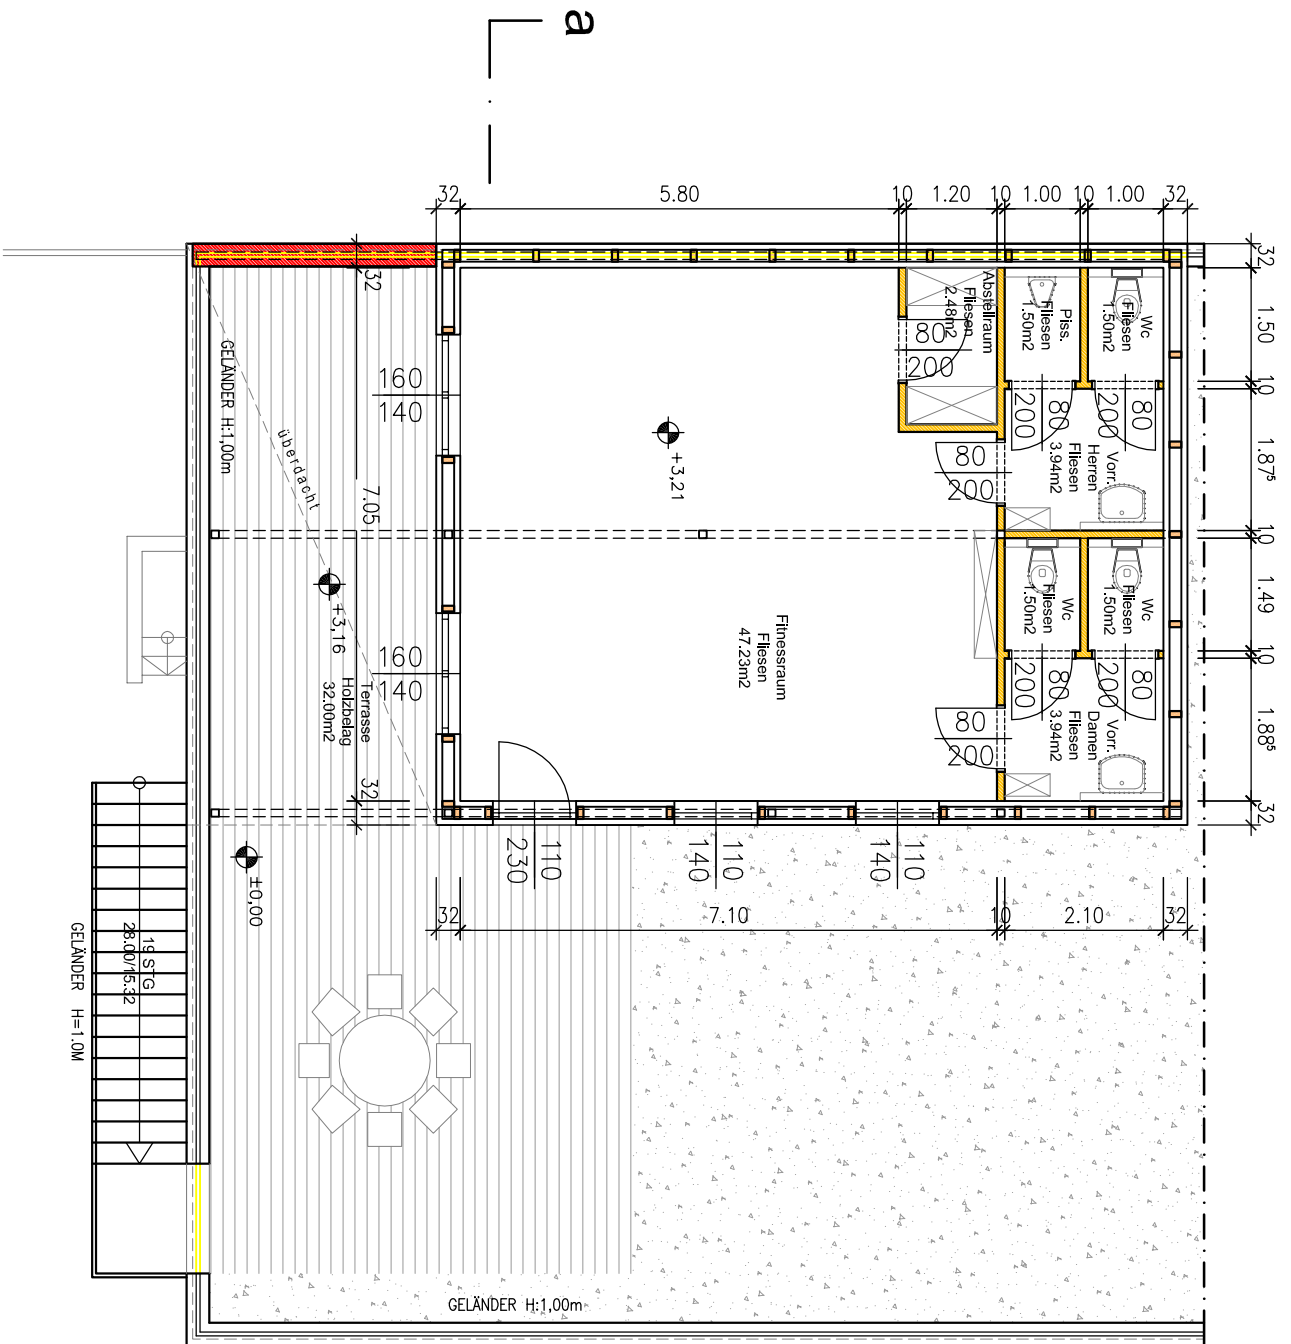 a
32
5.80
10
1.20
10
1.00
10
1.00
32
32
1.50
10
1.87⁵
10
1.49
10
1.88⁵
32
Abstellraum
Fliesen
2.48m2
80
200
Piss.
Fliesen
1.50m2
Wc
Fliesen
1.50m2
80
200
80
200
Vorr.
Herren
Fliesen
3.94m2
80
200
Wc
Fliesen
1.50m2
Wc
Fliesen
1.50m2
80
200
80
200
Vorr.
Damen
Fliesen
3.94m2
80
200
+3,21
Fitnessraum
Fliesen
47.23m2
32
7.05
32
160
140
160
140
GELÄNDER H:1,00m
überdacht
+3,16
Terrasse
Holzbelag
32.00m2
110
230
110
140
110
140
±0,00
32
7.10
10
2.10
32
19 STG
28.00/15.32
GELÄNDER H=1.0M
GELÄNDER H:1,00m